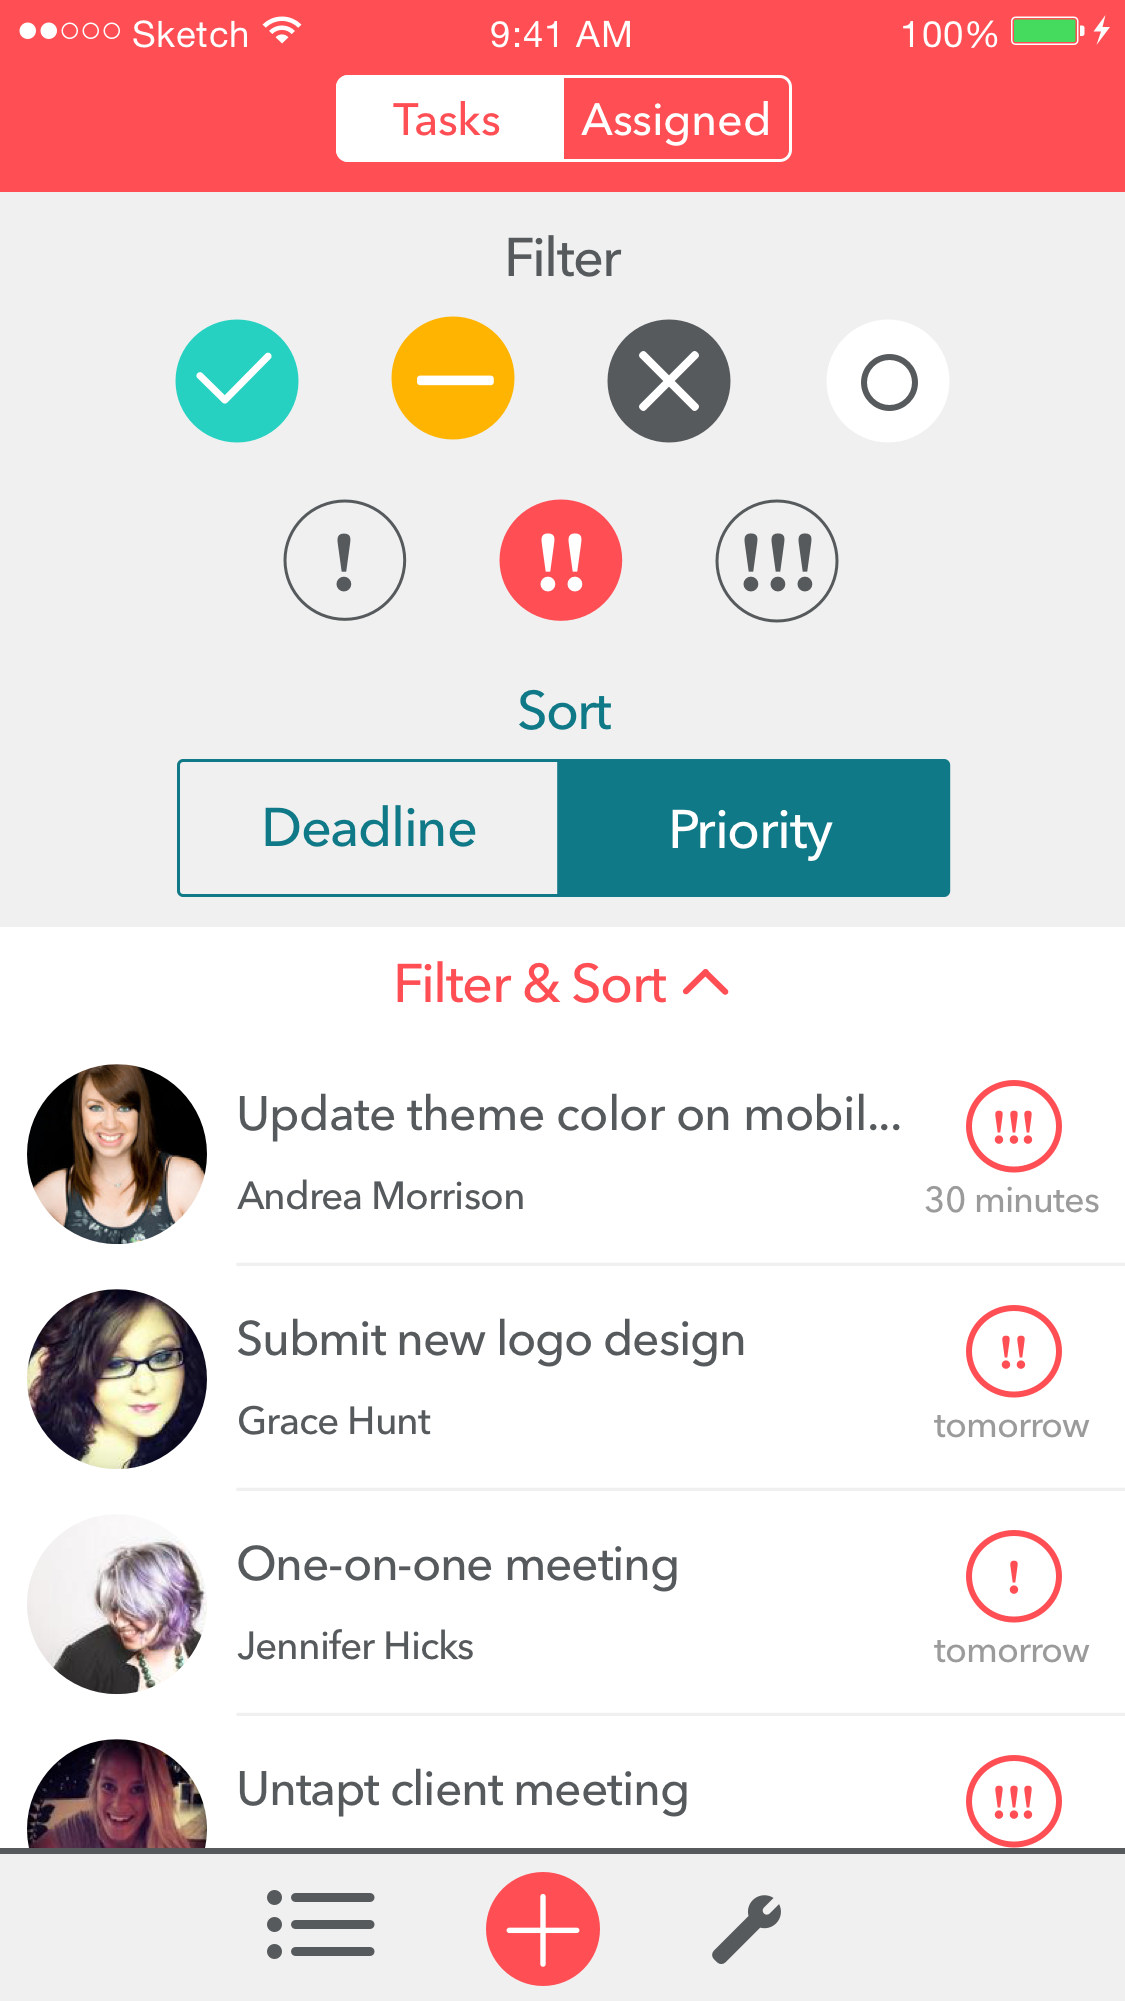 Sketch 9:41 AM 100%
Tasks Assigned
Filter
! !! !!!
Sort
Deadline Priority
Filter & Sort
Update theme color on mobil...
!!!
Andrea Morrison
30 minutes
Submit new logo design
!!
Grace Hunt
tomorrow
One-on-one meeting
!
Jennifer Hicks
tomorrow
Untapt client meeting
!!!